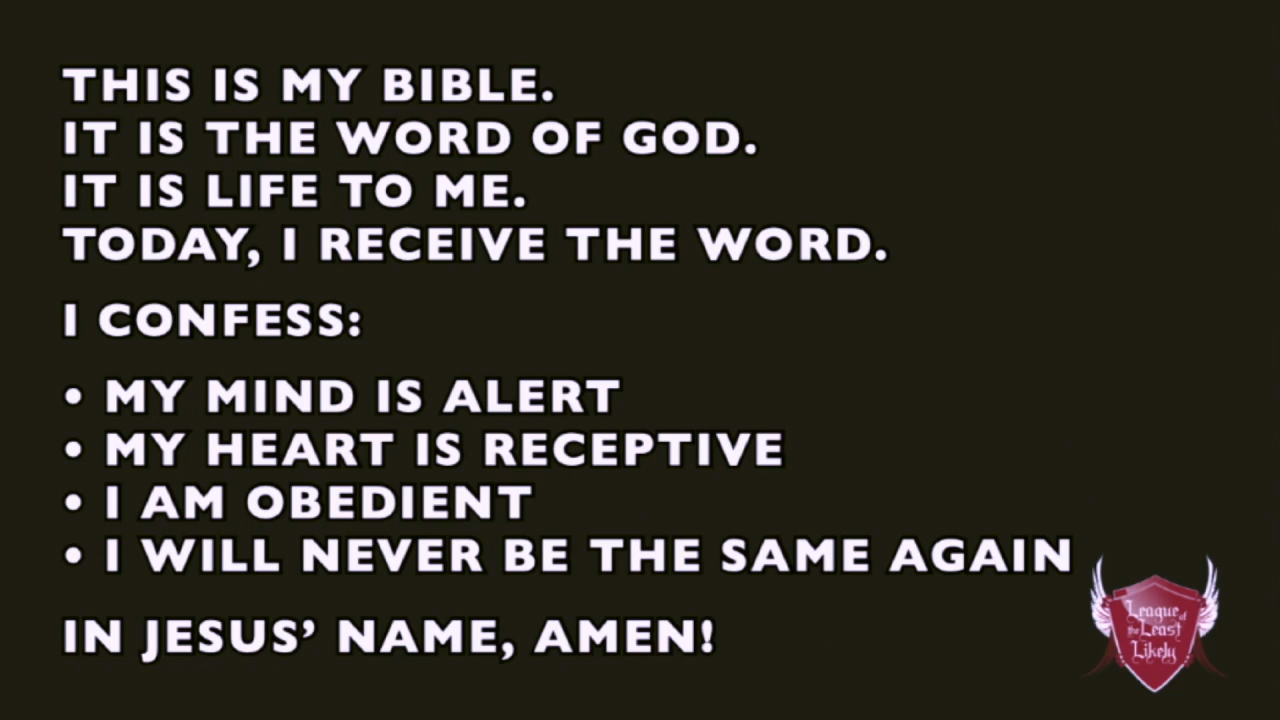 THIS IS MY BIBLE.
IT IS THE WORD OF GOD.
IT IS LIFE TO ME.
TODAY, I RECEIVE THE WORD.
I CONFESS:
• MY MIND IS ALERT
• MY HEART IS RECEPTIVE
• I AM OBEDIENT
• I WILL NEVER BE THE SAME AGAIN
IN JESUS’ NAME, AMEN!
League of
the Least
Likely